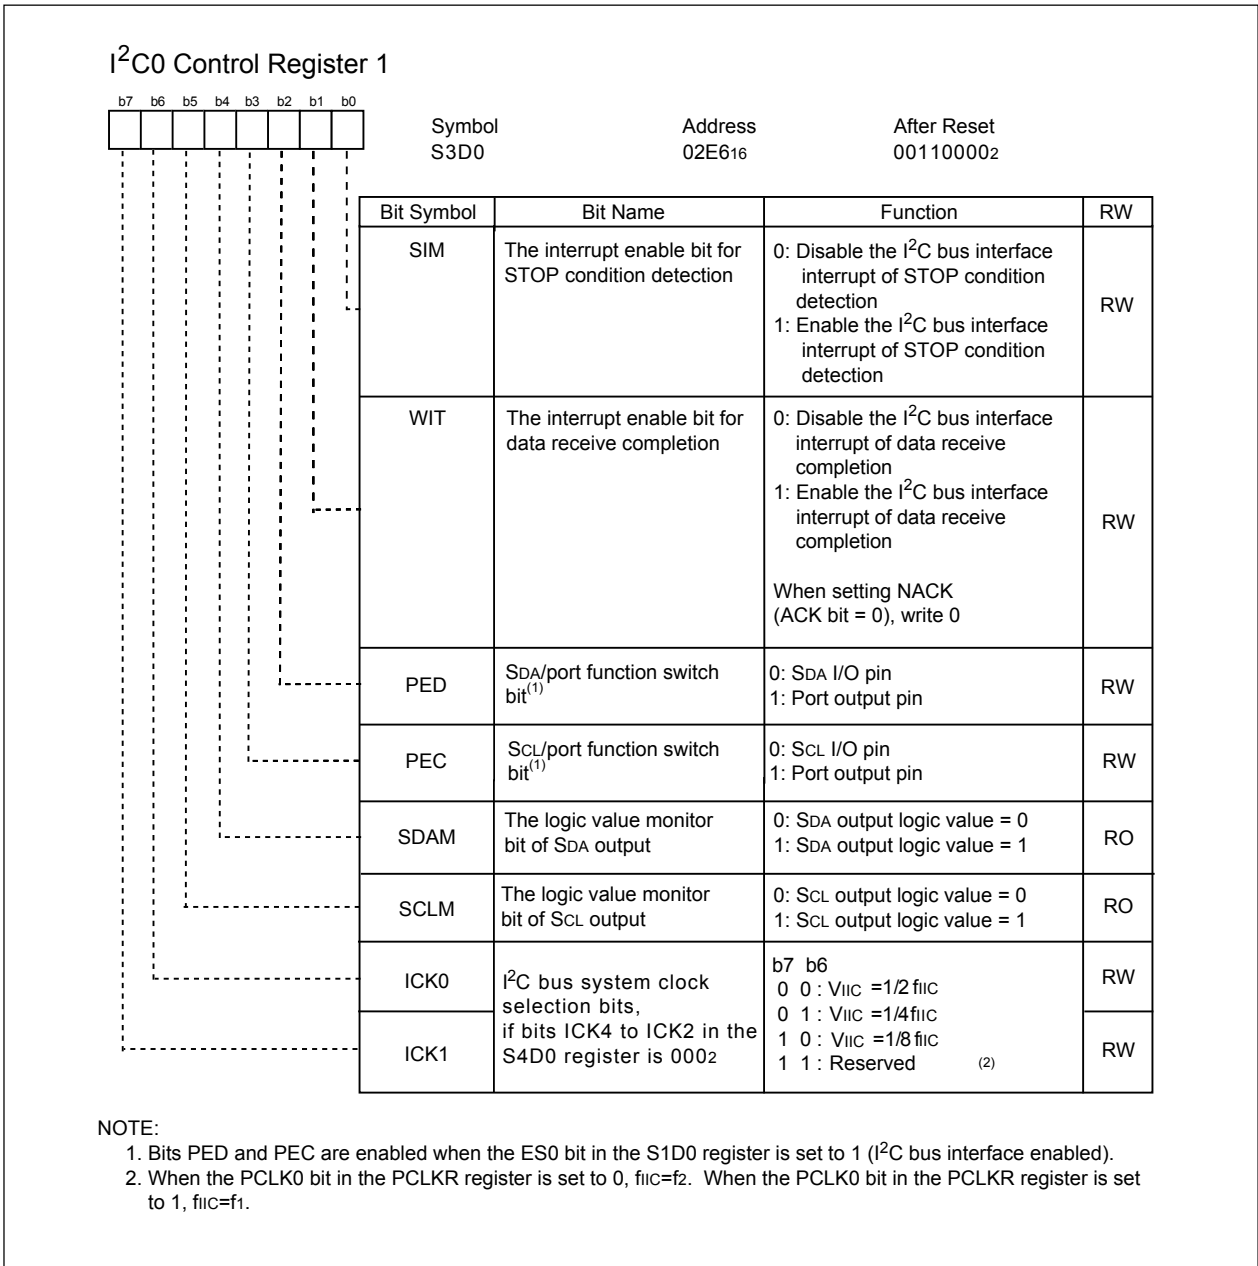 I²C0 Control Register 1
b7 b6 b5 b4 b3 b2 b1 b0
Symbol Address After Reset
S3D0 02E616 001100002
Bit Symbol Bit Name Function RW
SIM The interrupt enable bit for STOP condition detection
0: Disable the I²C bus interface
interrupt of STOP condition
detection
1: Enable the I²C bus interface
interrupt of STOP condition
detection
RW
WIT The interrupt enable bit for data receive completion
0: Disable the I²C bus interface
interrupt of data receive
completion
1: Enable the I²C bus interface
interrupt of data receive
completion
When setting NACK
(ACK bit = 0), write 0
RW
PED SDA/port function switch bit(1)
0: SDA I/O pin
1: Port output pin
RW
PEC SCL/port function switch bit(1)
0: SCL I/O pin
1: Port output pin
RW
SDAM The logic value monitor bit of SDA output
0: SDA output logic value = 0
1: SDA output logic value = 1
RO
SCLM The logic value monitor bit of SCL output
0: SCL output logic value = 0
1: SCL output logic value = 1
RO
ICK0
I²C bus system clock
selection bits,
if bits ICK4 to ICK2 in the
S4D0 register is 0002
b7 b6
0 0 : VIIC =1/2 fIIC
0 1 : VIIC =1/4fIIC
1 0 : VIIC =1/8 fIIC
1 1 : Reserved (2)
RW
ICK1 RW
NOTE:
1. Bits PED and PEC are enabled when the ES0 bit in the S1D0 register is set to 1 (I²C bus interface enabled).
2. When the PCLK0 bit in the PCLKR register is set to 0, fIIC=f2. When the PCLK0 bit in the PCLKR register is set
to 1, fIIC=f1.